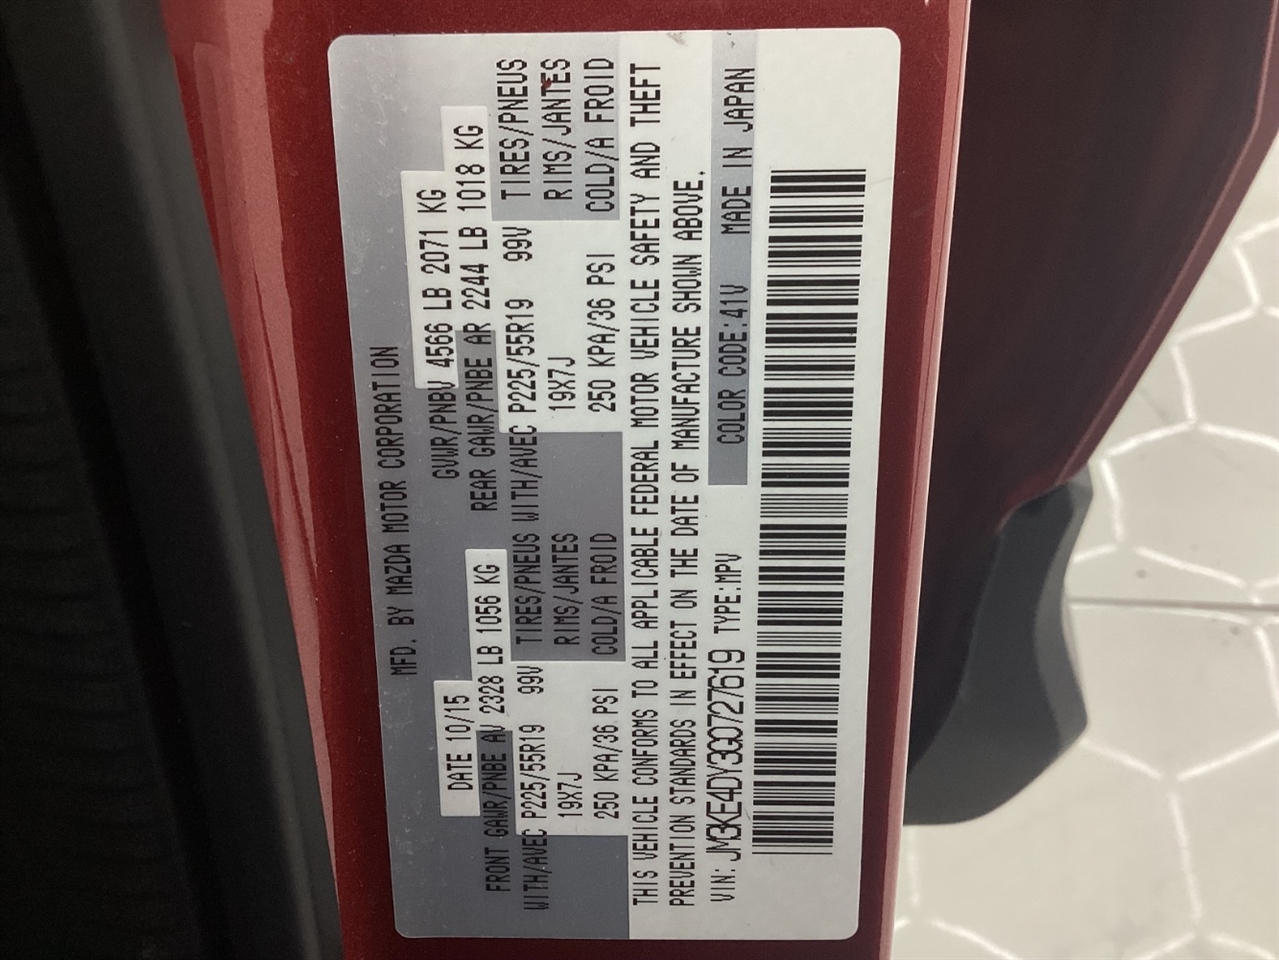 MFD. BY MAZDA MOTOR CORPORATION
DATE 10/15 GVWR/PNBV 4566 LB 2071 KG
FRONT GAWR/PNBE AV 2328 LB 1056 KG REAR GAWR/PNBE AR 2244 LB 1018 KG
WITH/AVEC P225/55R19 99V TIRES/PNEUS WITH/AVEC P225/55R19 99V TIRES/PNEUS
19X7J RIMS/JANTES 19X7J RIMS/JANTES
250 KPA/36 PSI COLD/A FROID 250 KPA/36 PSI COLD/A FROID
THIS VEHICLE CONFORMS TO ALL APPLICABLE FEDERAL MOTOR VEHICLE SAFETY AND THEFT
PREVENTION STANDARDS IN EFFECT ON THE DATE OF MANUFACTURE SHOWN ABOVE.
VIN: JM3KE4DY3G0727619 TYPE:MPV COLOR CODE:41V MADE IN JAPAN